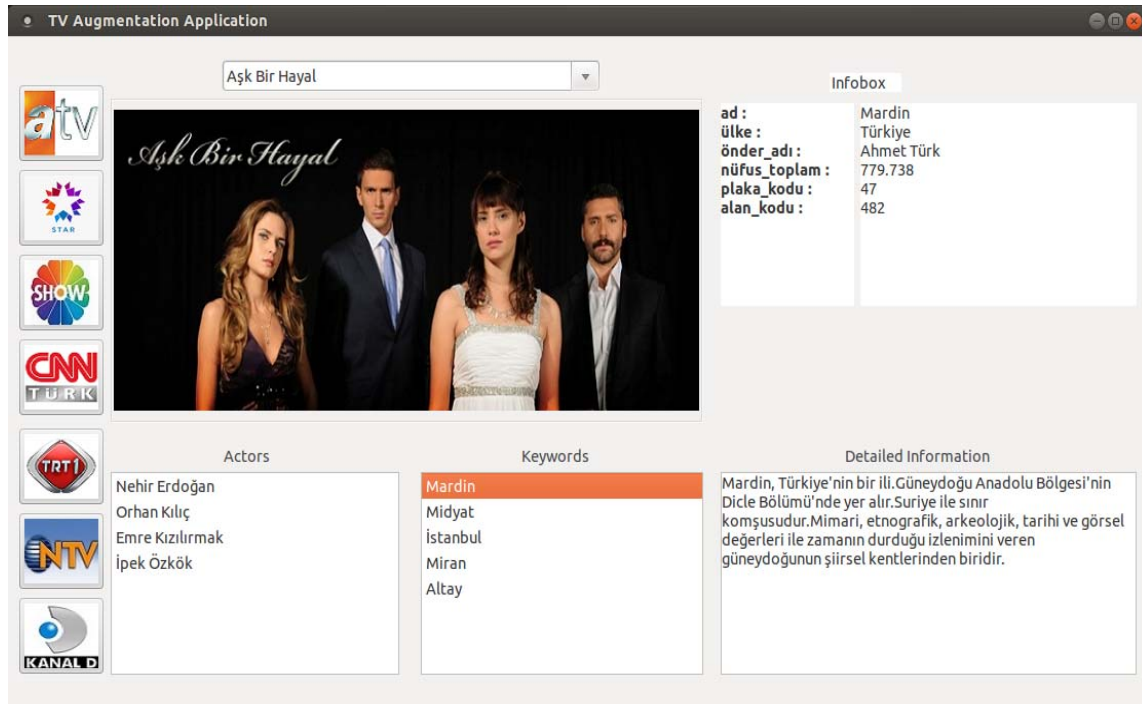 TV Augmentation Application
Aşk Bir Hayal
Infobox
atv
STAR
SHOW
CNN
TÜRK
TRT1
NTV
KANAL D
Aşk Bir Hayal
ad : Mardin
ülke : Türkiye
önder_adı : Ahmet Türk
nüfus_toplam : 779.738
plaka_kodu : 47
alan_kodu : 482
Actors
Nehir Erdoğan
Orhan Kılıç
Emre Kızılırmak
İpek Özkök
Keywords
Mardin
Midyat
İstanbul
Miran
Altay
Detailed Information
Mardin, Türkiye'nin bir ili.Güneydoğu Anadolu Bölgesi'nin
Dicle Bölümü'nde yer alır.Suriye ile sınır
komşusudur.Mimari, etnografik, arkeolojik, tarihi ve görsel
değerleri ile zamanın durduğu izlenimini veren
güneydoğunun şiirsel kentlerinden biridir.